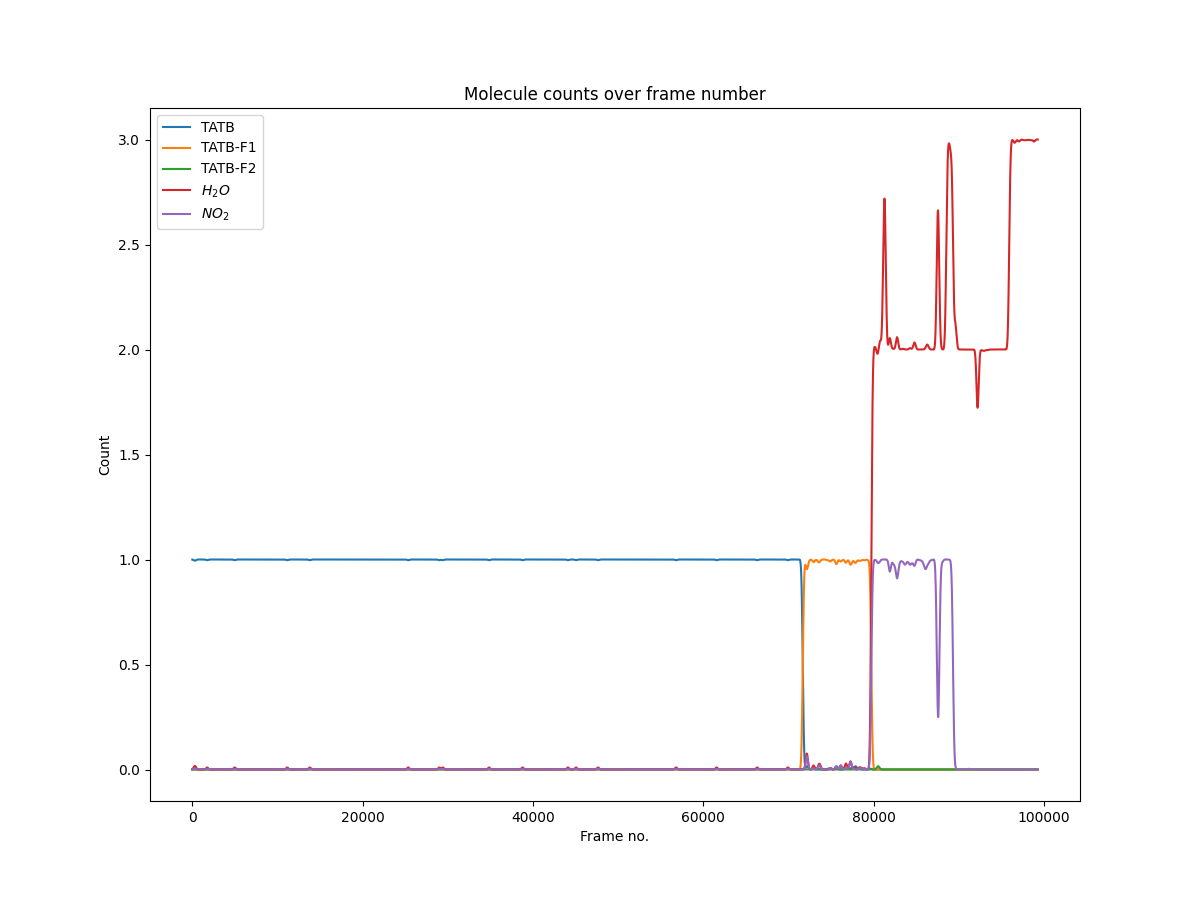 Molecule counts over frame number
TATB
TATB-F1
TATB-F2
H₂O
NO₂
3.0
2.5
2.0
1.5
1.0
0.5
0.0
Count
0 20000 40000 60000 80000 100000
Frame no.